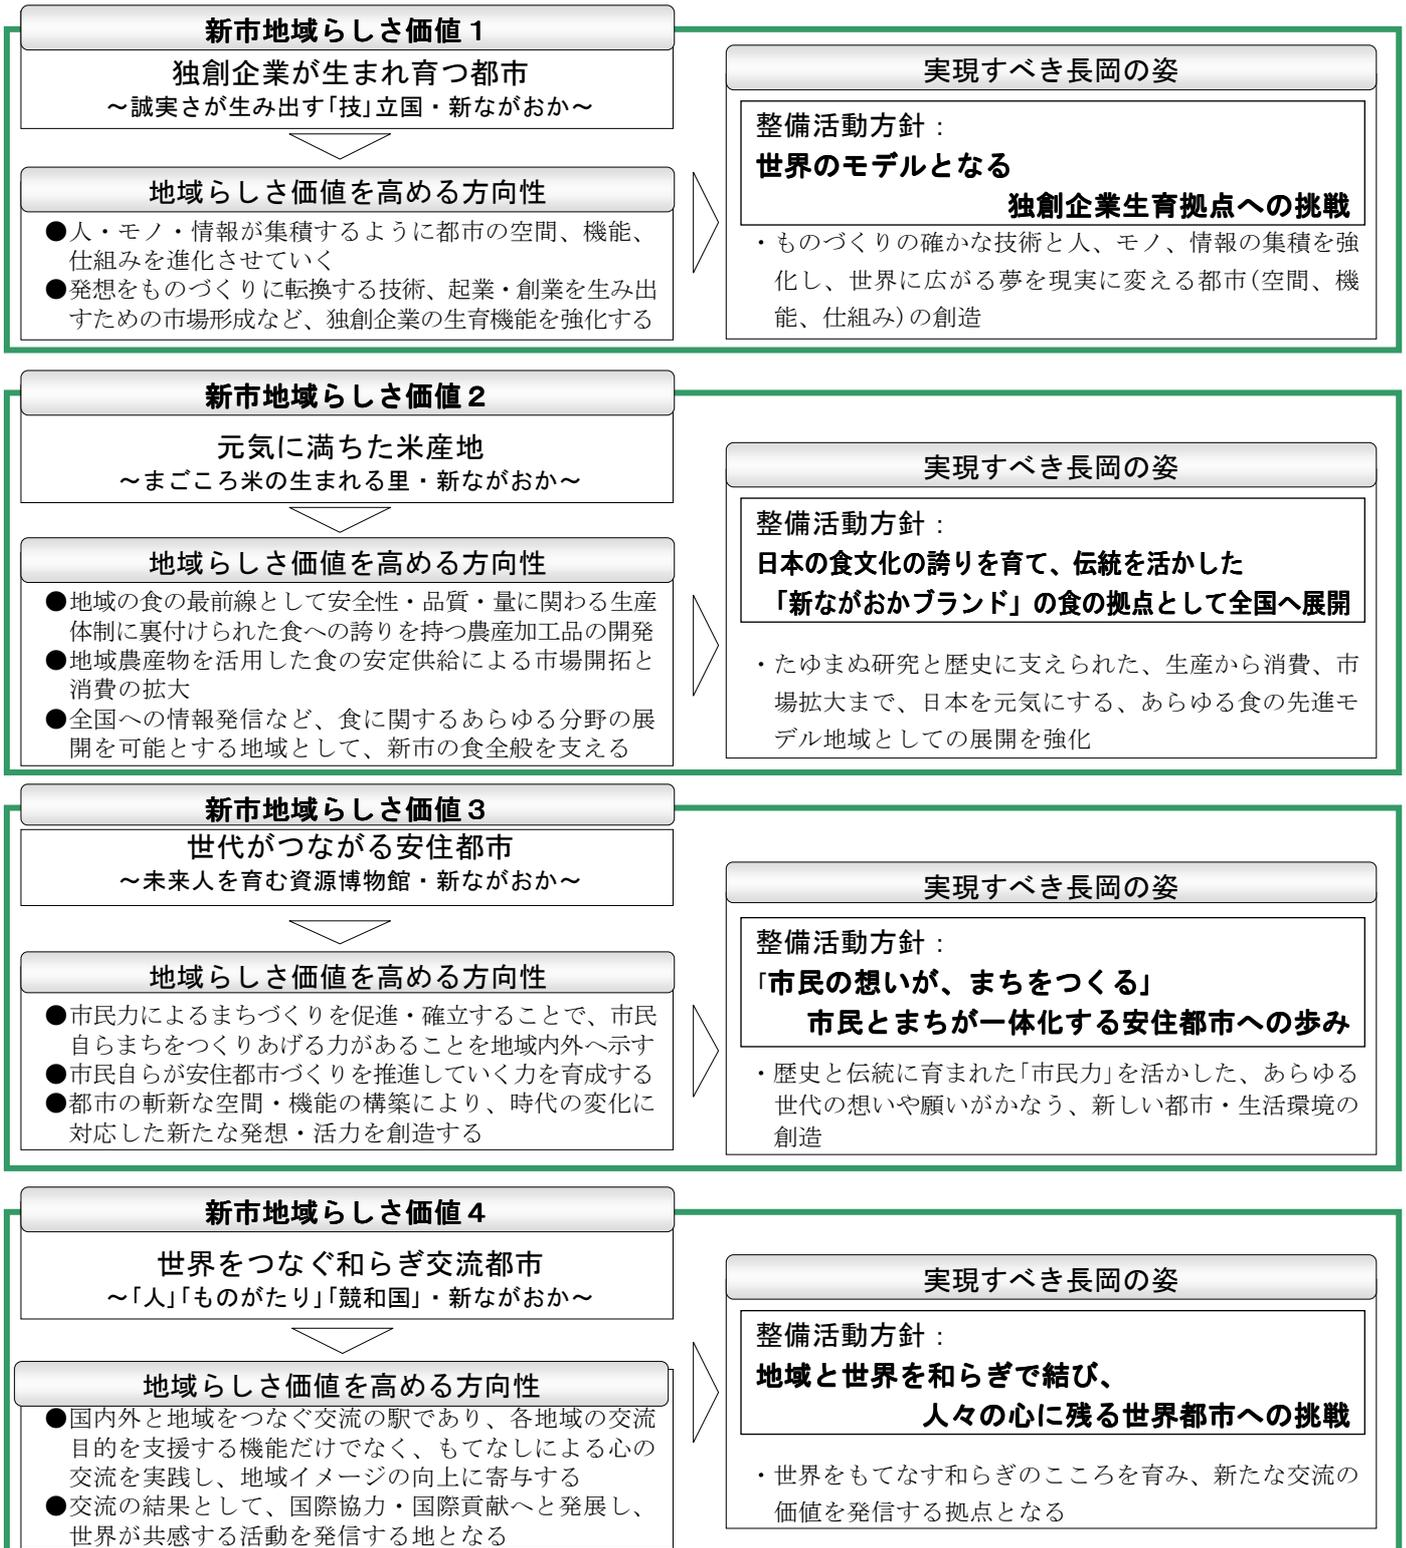 新市地域らしさ価値１
独創企業が生まれ育つ都市
～誠実さが生み出す｢技｣立国・新ながおか～
地域らしさ価値を高める方向性
●人・モノ・情報が集積するように都市の空間、機能、
仕組みを進化させていく
●発想をものづくりに転換する技術、起業・創業を生み出
すための市場形成など、独創企業の生育機能を強化する
実現すべき長岡の姿
整備活動方針：
世界のモデルとなる
独創企業生育拠点への挑戦
・ものづくりの確かな技術と人、モノ、情報の集積を強
化し、世界に広がる夢を現実に変える都市(空間、機
能、仕組み)の創造
新市地域らしさ価値２
元気に満ちた米産地
～まごころ米の生まれる里・新ながおか～
地域らしさ価値を高める方向性
●地域の食の最前線として安全性・品質・量に関わる生産
体制に裏付けられた食への誇りを持つ農産加工品の開発
●地域農産物を活用した食の安定供給による市場開拓と
消費の拡大
●全国への情報発信など、食に関するあらゆる分野の展
開を可能とする地域として、新市の食全般を支える
実現すべき長岡の姿
整備活動方針：
日本の食文化の誇りを育て、伝統を活かした
「新ながおかブランド」の食の拠点として全国へ展開
・たゆまぬ研究と歴史に支えられた、生産から消費、市
場拡大まで、日本を元気にする、あらゆる食の先進モ
デル地域としての展開を強化
新市地域らしさ価値３
世代がつながる安住都市
～未来人を育む資源博物館・新ながおか～
地域らしさ価値を高める方向性
●市民力によるまちづくりを促進・確立することで、市民
自らまちをつくりあげる力があることを地域内外へ示す
●市民自らが安住都市づくりを推進していく力を育成する
●都市の斬新な空間・機能の構築により、時代の変化に
対応した新たな発想・活力を創造する
実現すべき長岡の姿
整備活動方針：
｢市民の想いが、まちをつくる｣
市民とまちが一体化する安住都市への歩み
・歴史と伝統に育まれた｢市民力｣を活かした、あらゆる
世代の想いや願いがかなう、新しい都市・生活環境の
創造
新市地域らしさ価値４
世界をつなぐ和らぎ交流都市
～｢人｣｢ものがたり｣｢競和国｣・新ながおか～
地域らしさ価値を高める方向性
●国内外と地域をつなぐ交流の駅であり、各地域の交流
目的を支援する機能だけでなく、もてなしによる心の
交流を実践し、地域イメージの向上に寄与する
●交流の結果として、国際協力・国際貢献へと発展し、
世界が共感する活動を発信する地となる
実現すべき長岡の姿
整備活動方針：
地域と世界を和らぎで結び、
人々の心に残る世界都市への挑戦
・世界をもてなす和らぎのこころを育み、新たな交流の
価値を発信する拠点となる